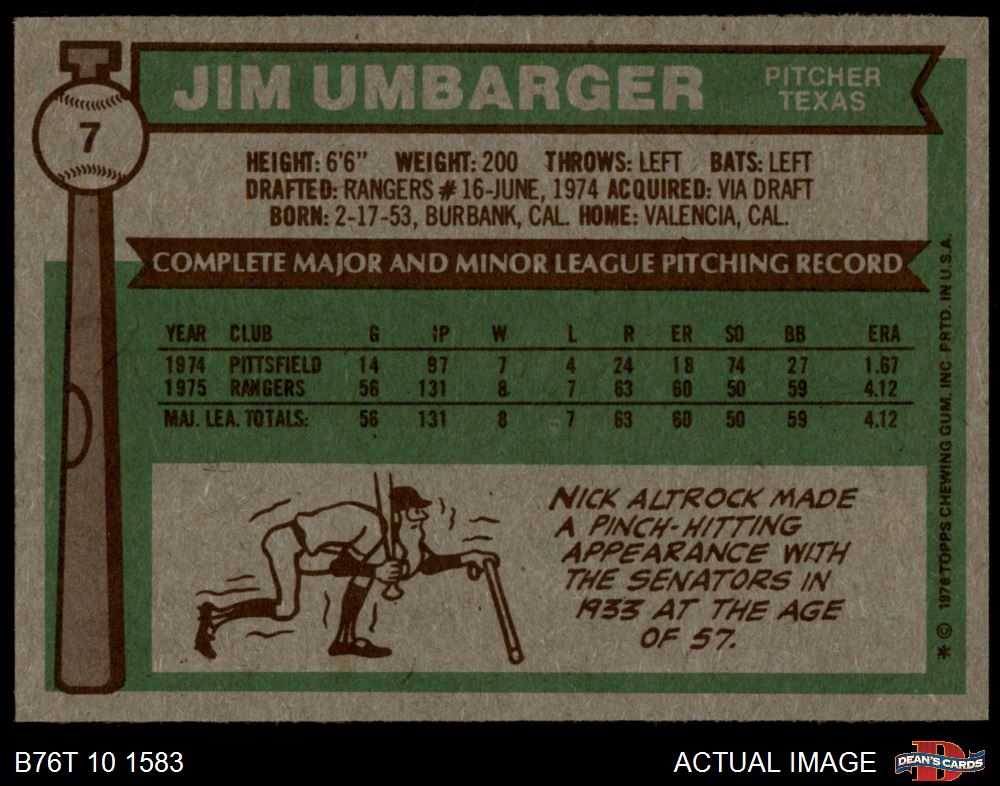 JIM UMBARGER
PITCHER
TEXAS
7
HEIGHT: 6'6" WEIGHT: 200 THROWS: LEFT BATS: LEFT
DRAFTED: RANGERS # 16-JUNE, 1974 ACQUIRED: VIA DRAFT
BORN: 2-17-53, BURBANK, CAL. HOME: VALENCIA, CAL.
COMPLETE MAJOR AND MINOR LEAGUE PITCHING RECORD
YEAR CLUB G IP W L R ER SO BB ERA
1974 PITTSFIELD 14 97 7 4 24 18 74 27 1.67
1975 RANGERS 56 131 8 7 63 60 50 59 4.12
MAJ. LEA. TOTALS: 56 131 8 7 63 60 50 59 4.12
NICK ALTROCK MADE
A PINCH-HITTING
APPEARANCE WITH
THE SENATORS IN
1933 AT THE AGE
OF 57.
* © 1976 TOPPS CHEWING GUM, INC. PRTD. IN U.S.A.
B76T 10 1583
ACTUAL IMAGE
D
DEAN'S CARDS